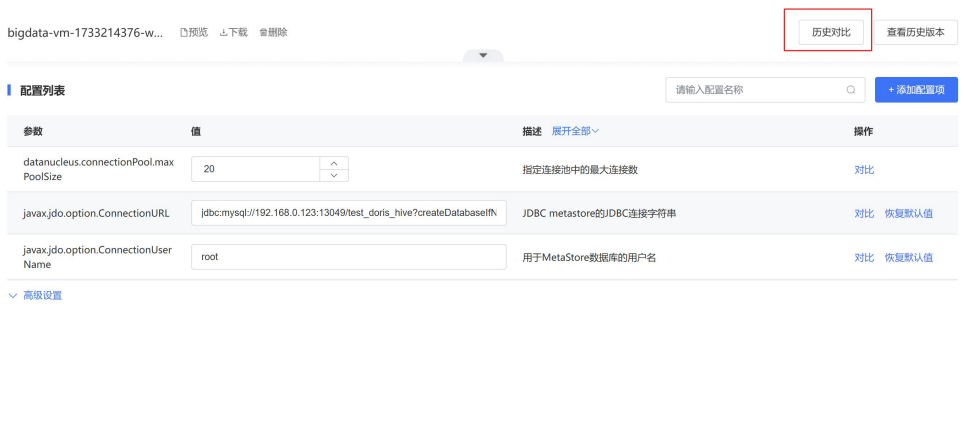 bigdata-vm-1733214376-w... 预览 下载 删除 历史对比 查看历史版本
配置列表 请输入配置名称 + 添加配置项
参数 值 描述 展开全部 操作
datanucleus.connectionPool.max
PoolSize
20
指定连接池中的最大连接数
对比
javax.jdo.option.ConnectionURL
jdbc:mysql://192.168.0.123:13049/test_doris_hive?createDatabaseIfN
JDBC metastore的JDBC连接字符串
对比 恢复默认值
javax.jdo.option.ConnectionUser
Name
root
用于MetaStore数据库的用户名
对比 恢复默认值
高级设置